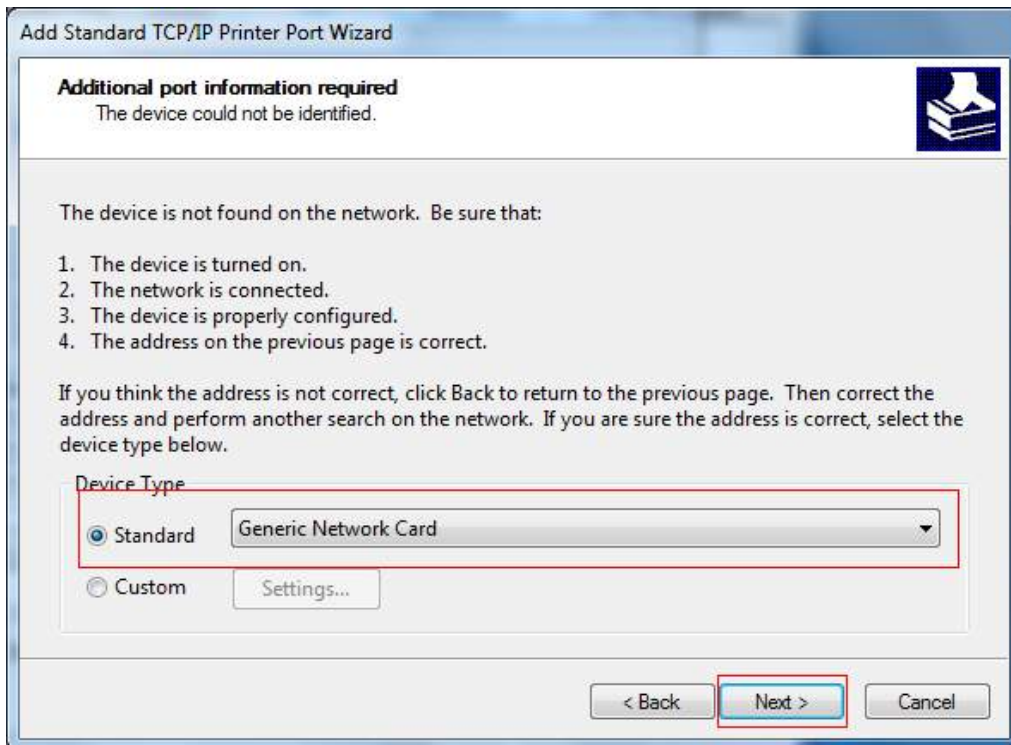 Add Standard TCP/IP Printer Port Wizard
Additional port information required
The device could not be identified.
The device is not found on the network. Be sure that:
1. The device is turned on.
2. The network is connected.
3. The device is properly configured.
4. The address on the previous page is correct.
If you think the address is not correct, click Back to return to the previous page. Then correct the
address and perform another search on the network. If you are sure the address is correct, select the
device type below.
Device Type
Standard Generic Network Card
Custom Settings...
< Back Next > Cancel